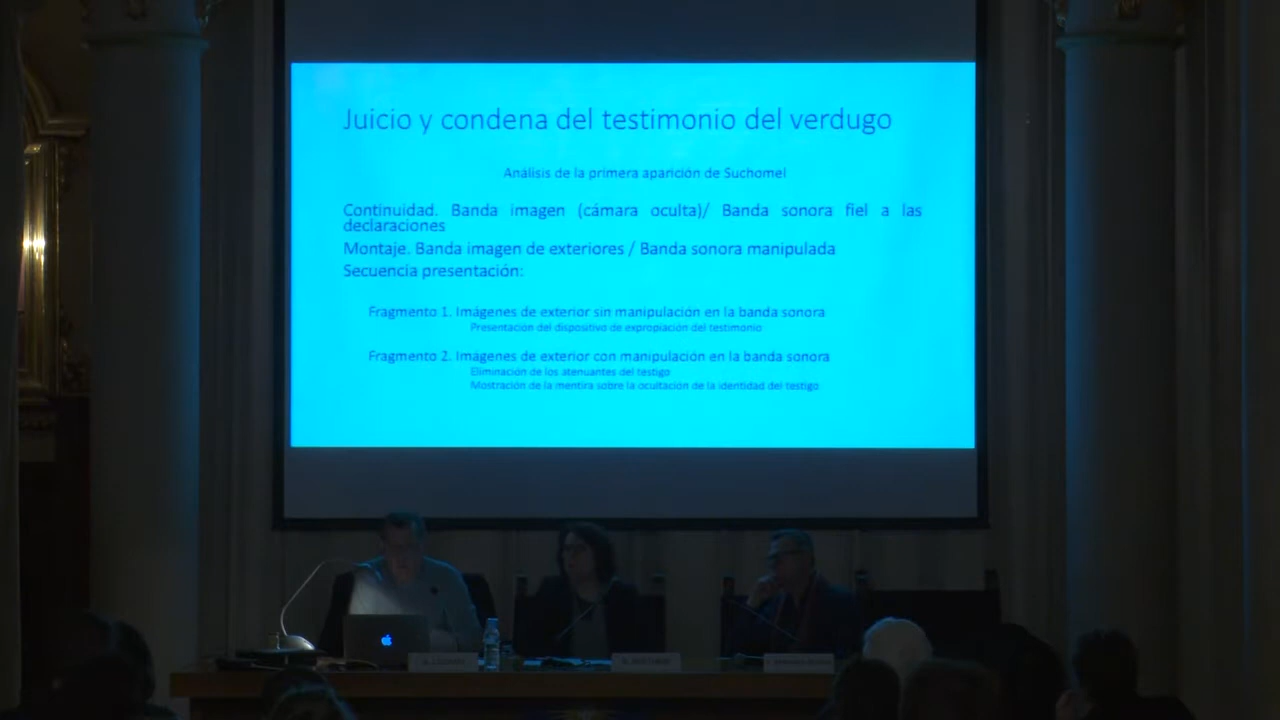 Juicio y condena del testimonio del verdugo
Análisis de la primera aparición de Suchomel
Continuidad. Banda imagen (cámara oculta)/ Banda sonora fiel a las
declaraciones
Montaje. Banda imagen de exteriores / Banda sonora manipulada
Secuencia presentación:
Fragmento 1. Imágenes de exterior sin manipulación en la banda sonora
Presentación del dispositivo de expropiación del testimonio
Fragmento 2. Imágenes de exterior con manipulación en la banda sonora
Eliminación de los atenuantes del testigo
Mostración de la mentira sobre la ocultación de la identidad del testigo